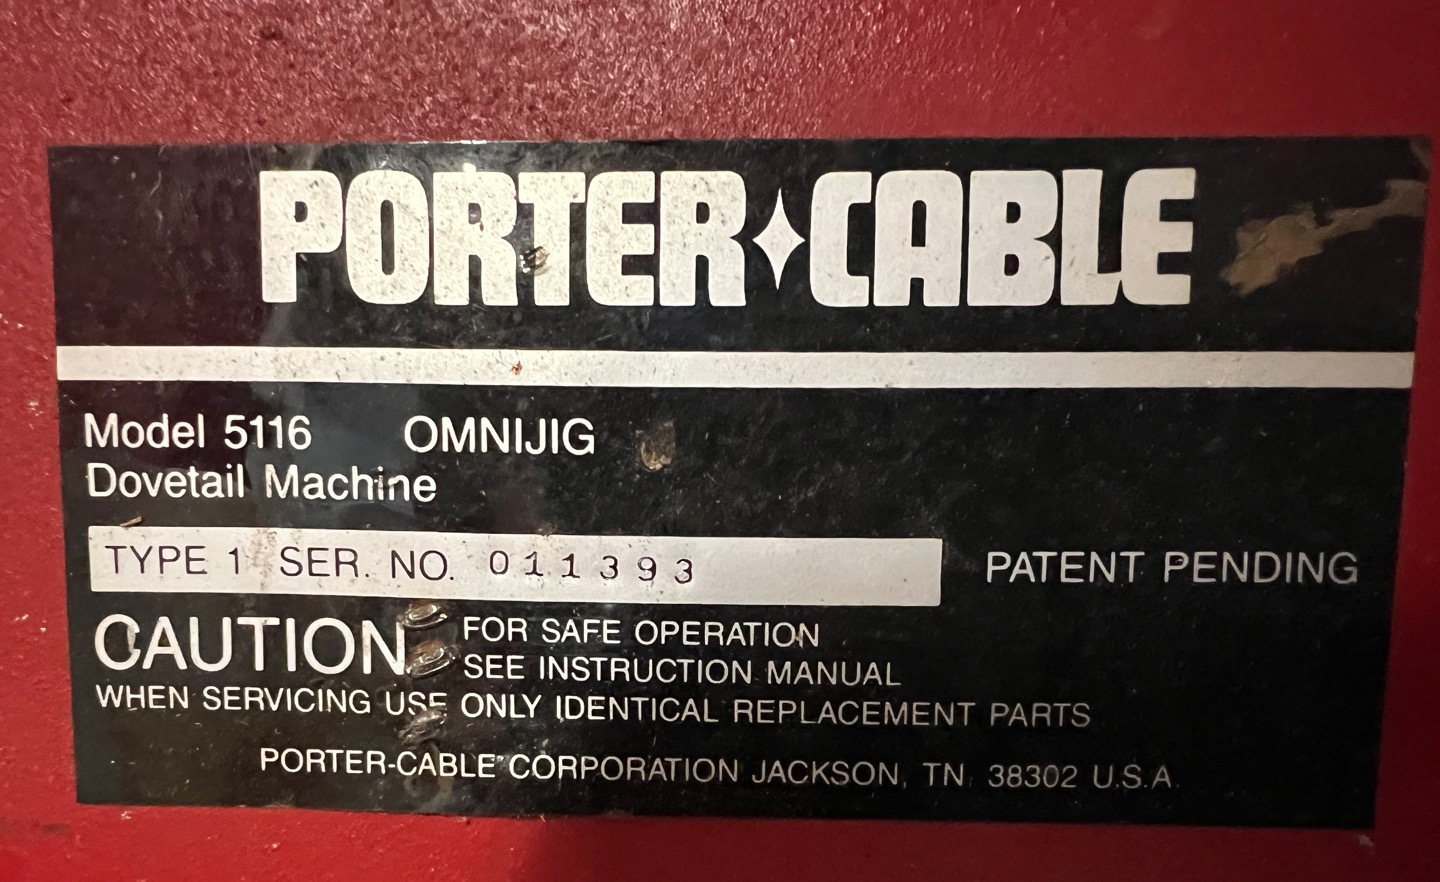 PORTER✦CABLE
Model 5116 OMNIJIG
Dovetail Machine
TYPE 1 SER. NO. 011393 PATENT PENDING
CAUTION FOR SAFE OPERATION
SEE INSTRUCTION MANUAL
WHEN SERVICING USE ONLY IDENTICAL REPLACEMENT PARTS
PORTER-CABLE CORPORATION JACKSON, TN 38302 U.S.A.